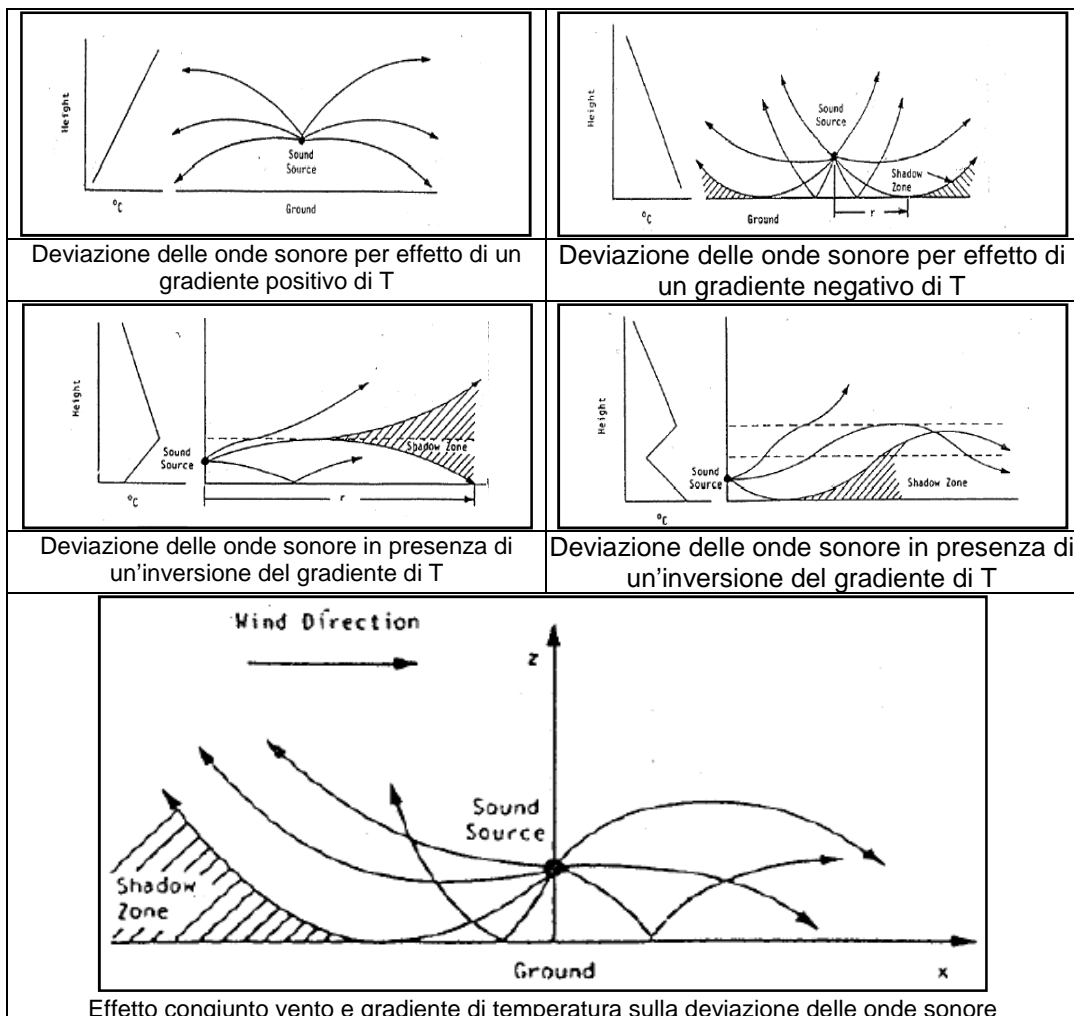 Height
°C
Sound
Source
Ground
Deviazione delle onde sonore per effetto di un
gradiente positivo di T
Height
°C
Sound
Source
Shadow
Zone
r
Ground
Deviazione delle onde sonore per effetto di
un gradiente negativo di T
Height
°C
Sound
Source
Shadow Zone
r
Deviazione delle onde sonore in presenza di
un'inversione del gradiente di T
Height
°C
Sound
Source
Shadow Zone
Deviazione delle onde sonore in presenza di
un'inversione del gradiente di T
Wind Direction
z
Sound
Source
Shadow
Zone
Ground
x
Effetto congiunto vento e gradiente di temperatura sulla deviazione delle onde sonore